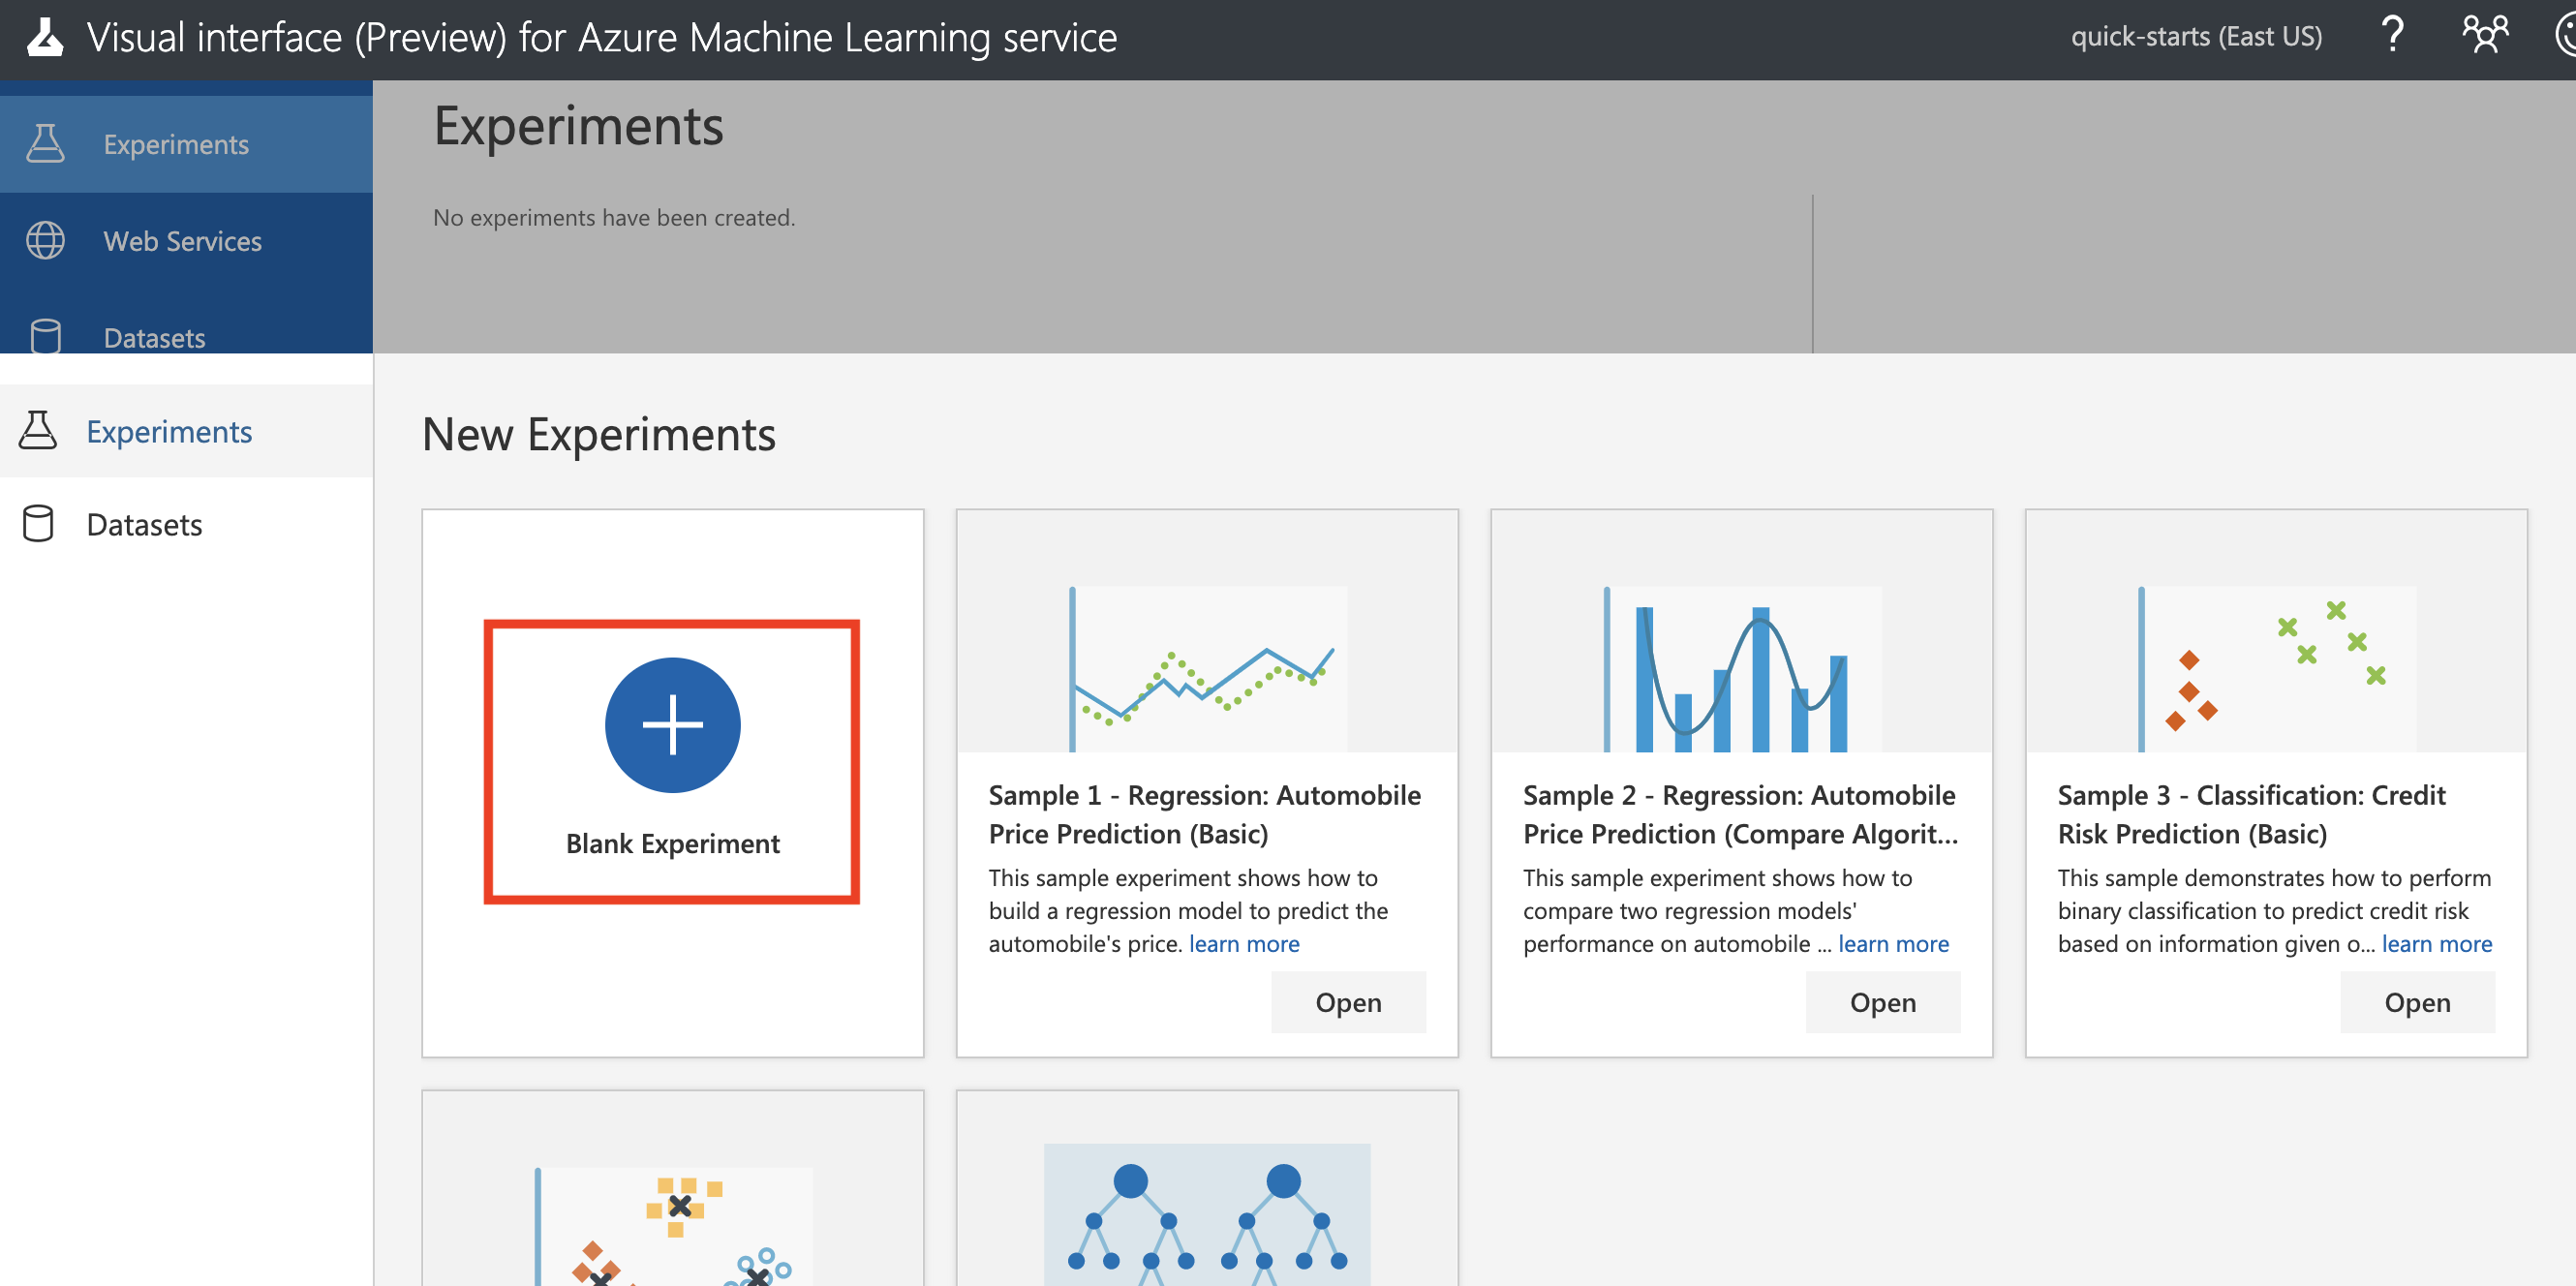 Visual interface (Preview) for Azure Machine Learning service
quick-starts (East US)
?
Experiments
Web Services
Datasets
Experiments
No experiments have been created.
Experiments
Datasets
New Experiments
Blank Experiment
Sample 1 - Regression: Automobile
Price Prediction (Basic)
This sample experiment shows how to
build a regression model to predict the
automobile's price. learn more
Open
Sample 2 - Regression: Automobile
Price Prediction (Compare Algorit...
This sample experiment shows how to
compare two regression models'
performance on automobile ... learn more
Open
Sample 3 - Classification: Credit
Risk Prediction (Basic)
This sample demonstrates how to perform
binary classification to predict credit risk
based on information given o... learn more
Open